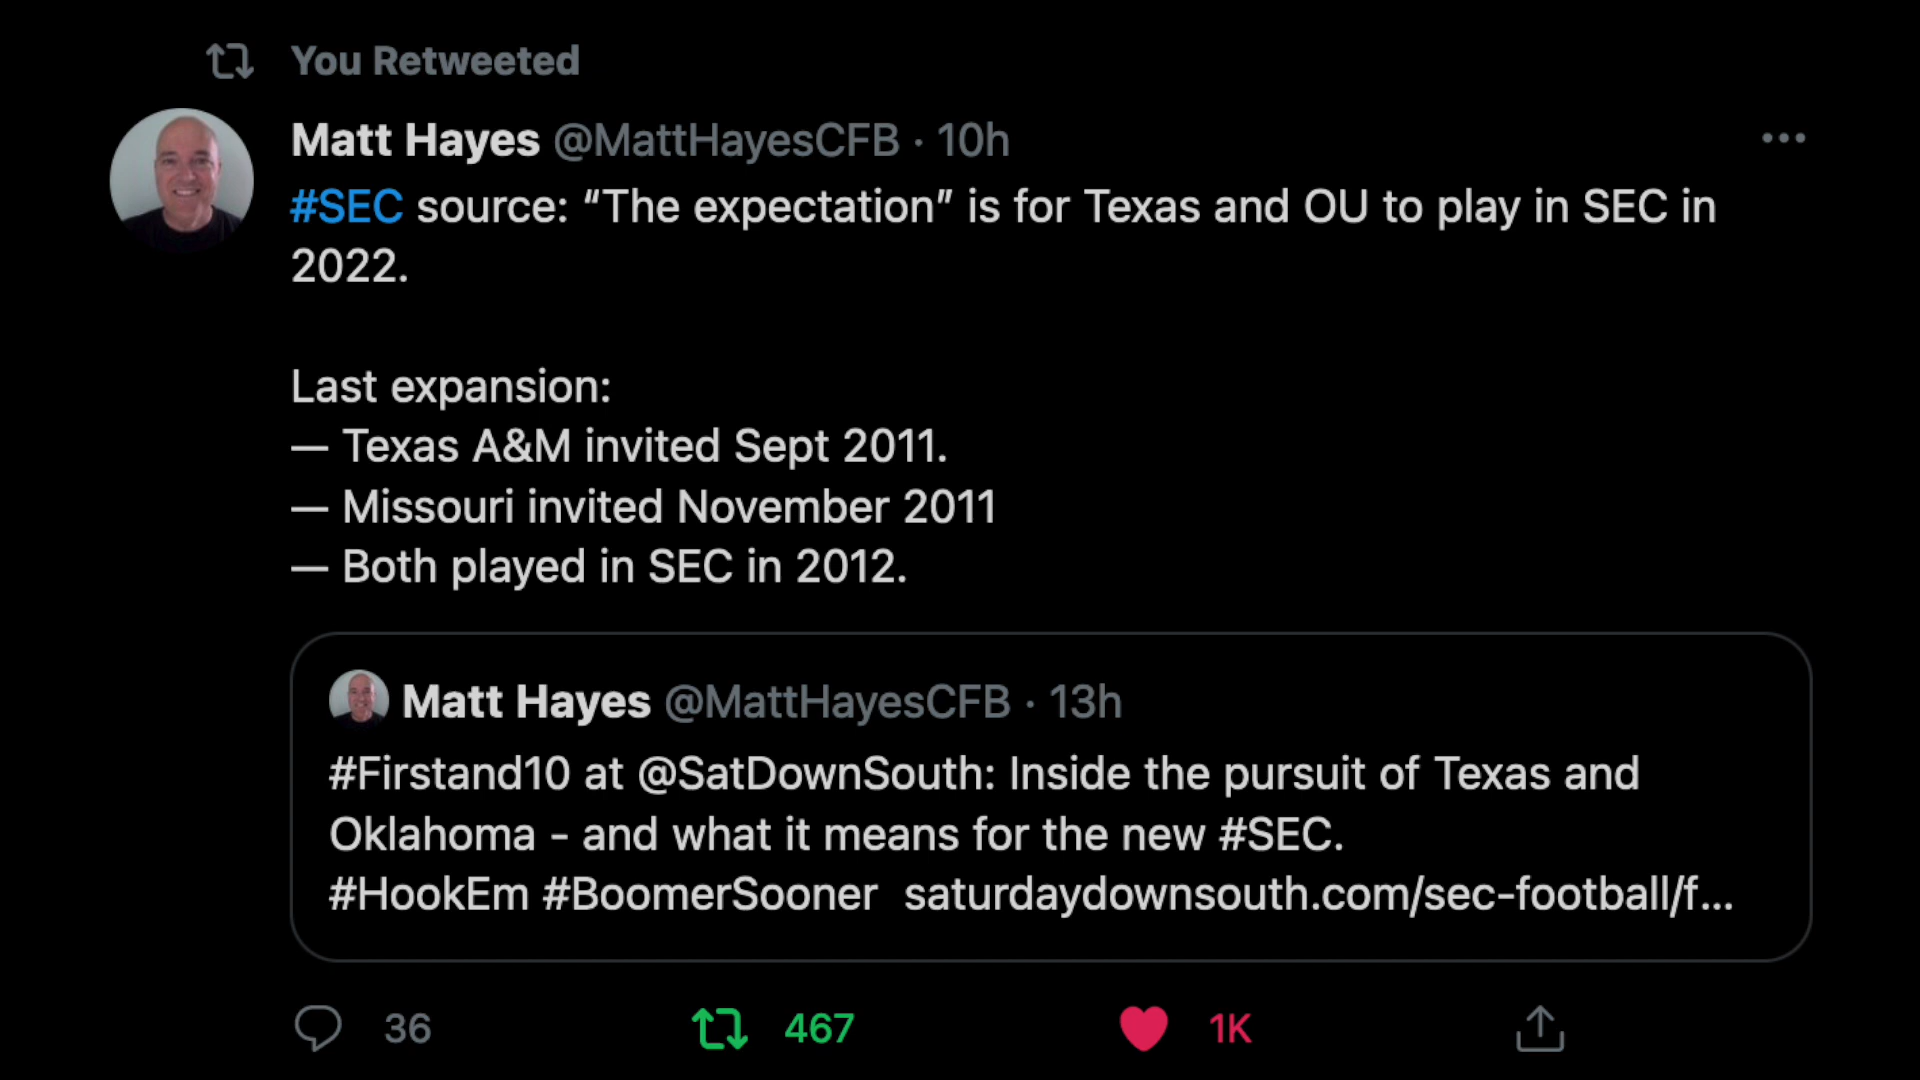 You Retweeted
Matt Hayes @MattHayesCFB · 10h
#SEC source: “The expectation” is for Texas and OU to play in SEC in
2022.
Last expansion:
— Texas A&M invited Sept 2011.
— Missouri invited November 2011
— Both played in SEC in 2012.
Matt Hayes @MattHayesCFB · 13h
#Firstand10 at @SatDownSouth: Inside the pursuit of Texas and
Oklahoma - and what it means for the new #SEC.
#HookEm #BoomerSooner saturdaydownsouth.com/sec-football/f...
36 467 1K